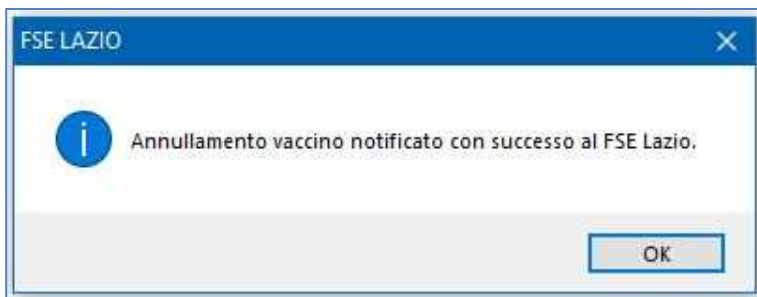 FSE LAZIO
Annullamento vaccino notificato con successo al FSE Lazio.
OK